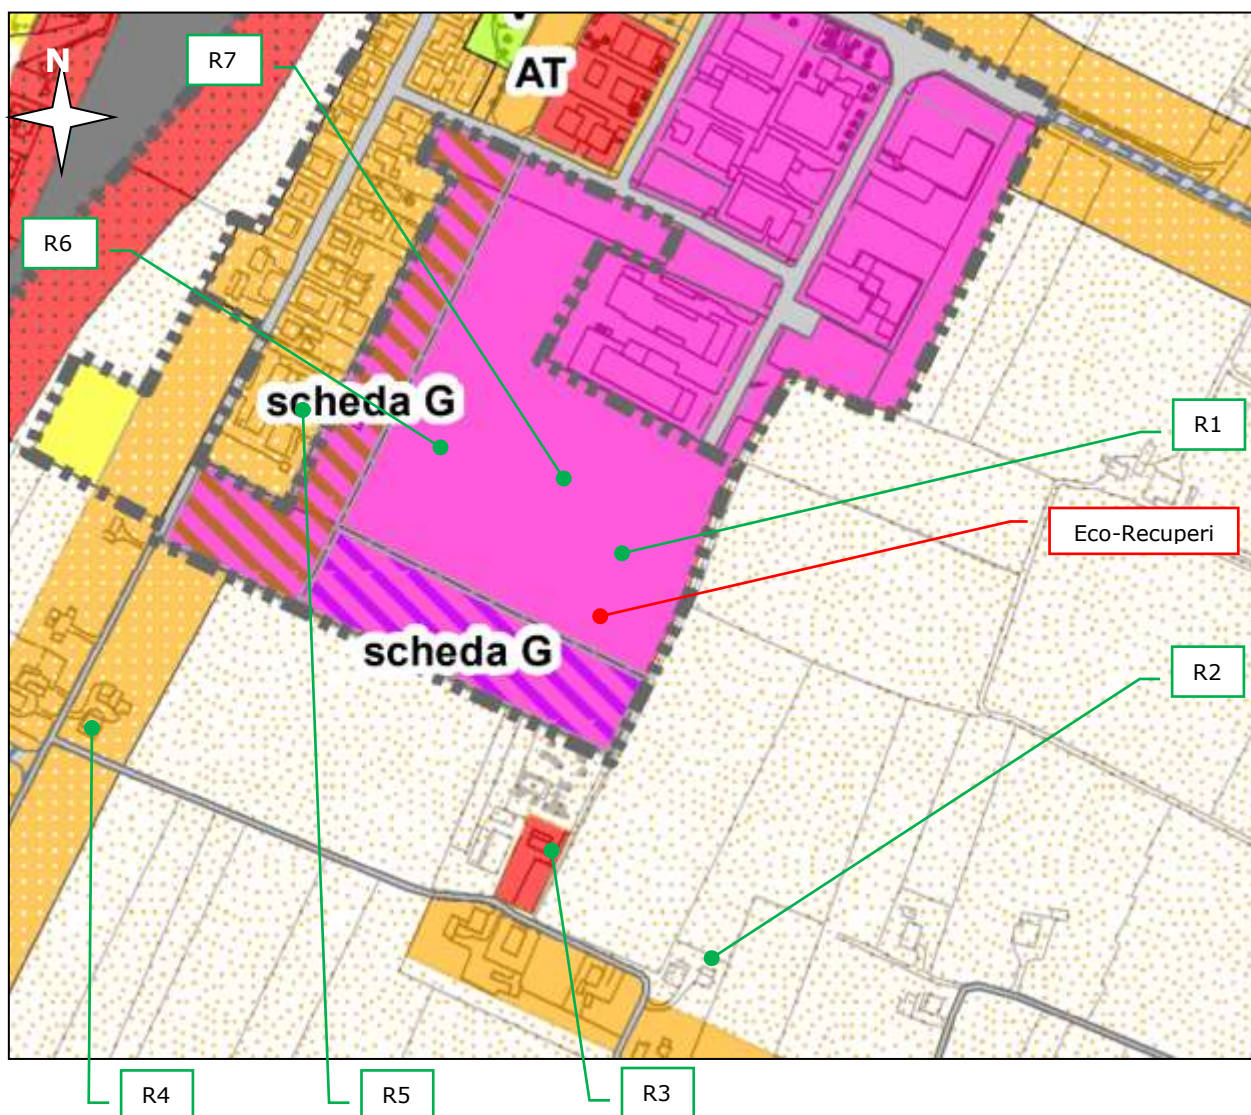 R7
N
AT
R6
scheda G
R1
Eco-Recuperi
scheda G
R2
R4
R5
R3